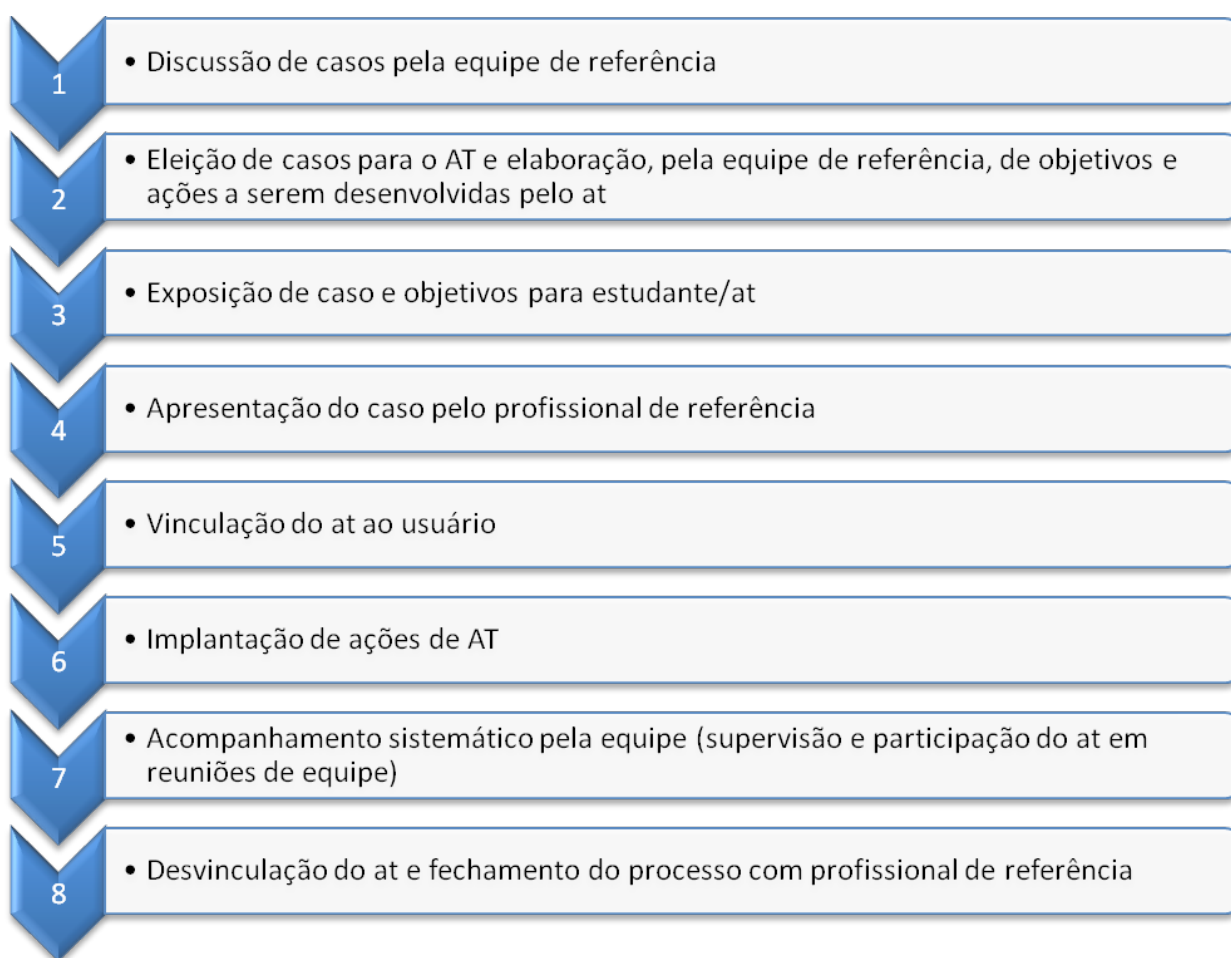 1
• Discussão de casos pela equipe de referência
2
• Eleição de casos para o AT e elaboração, pela equipe de referência, de objetivos e
ações a serem desenvolvidas pelo at
3
• Exposição de caso e objetivos para estudante/at
4
• Apresentação do caso pelo profissional de referência
5
• Vinculação do at ao usuário
6
• Implantação de ações de AT
7
• Acompanhamento sistemático pela equipe (supervisão e participação do at em
reuniões de equipe)
8
• Desvinculação do at e fechamento do processo com profissional de referência